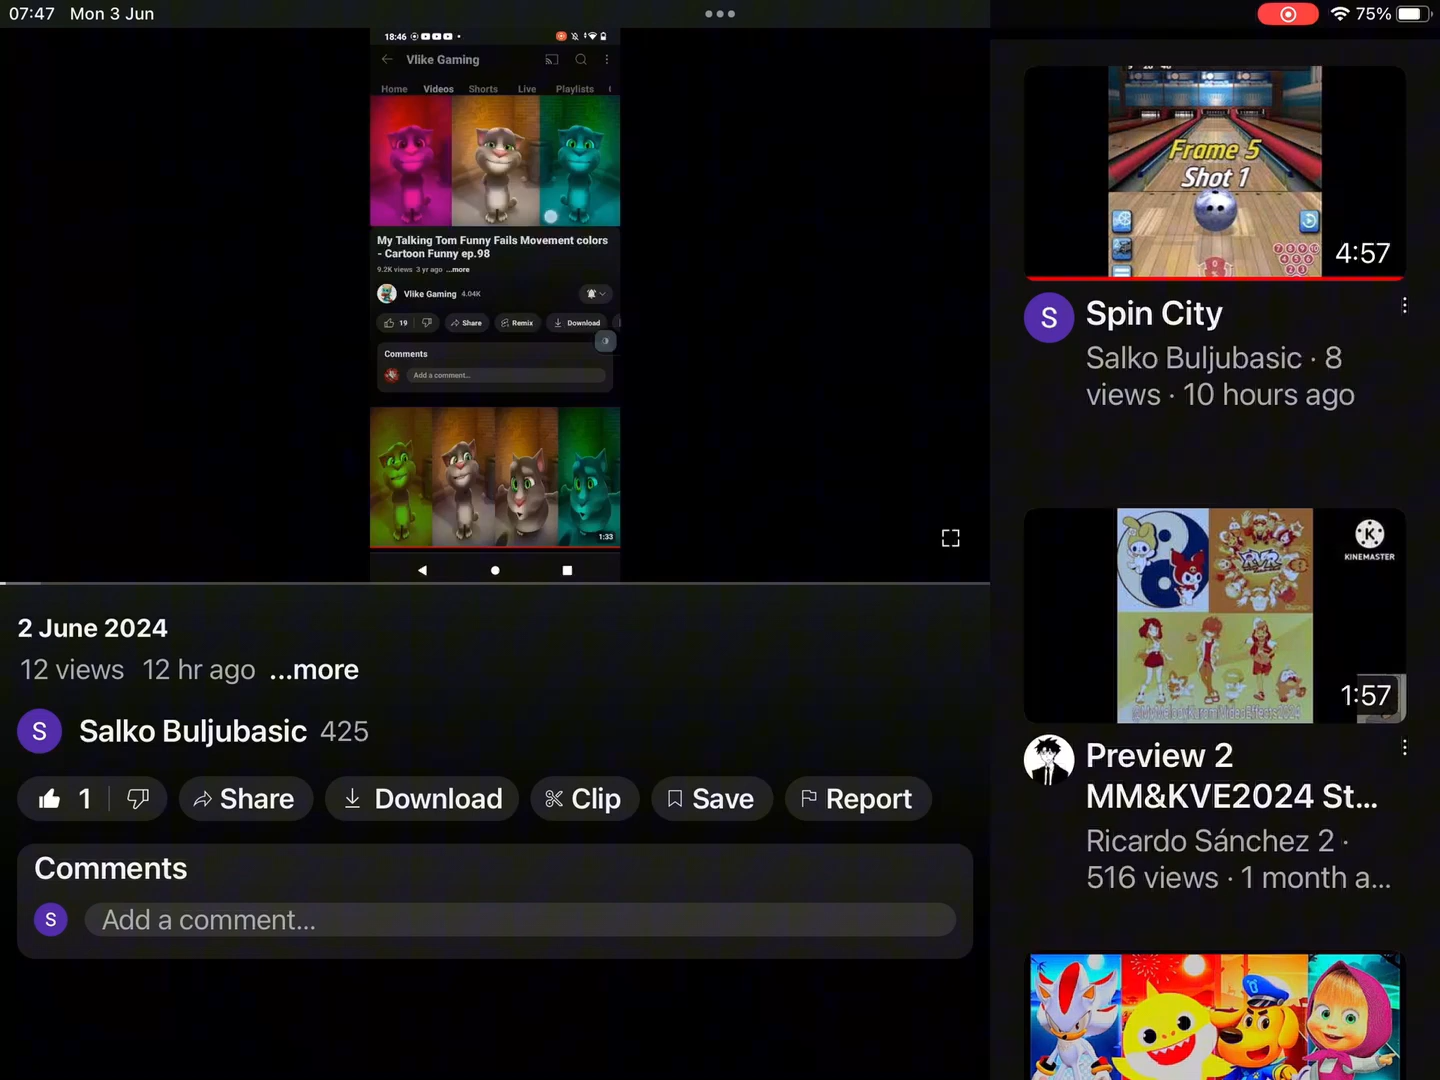 07:47 Mon 3 Jun
75%
18:46
Vlike Gaming
Home Videos Shorts Live Playlists
My Talking Tom Funny Fails Movement colors
- Cartoon Funny ep.98
9.2K views 3 yr ago ...more
Vlike Gaming 4.04K
19 Share Remix Download
Comments
Add a comment...
1:33
2 June 2024
12 views 12 hr ago ...more
S Salko Buljubasic 425
1 Share Download Clip Save Report
Comments
S Add a comment...
Frame 5
Shot 1
4:57
S Spin City
Salko Buljubasic · 8
views · 10 hours ago
K
KINEMASTER
RVR
1:57
Preview 2
MM&KVE2024 St...
Ricardo Sánchez 2 ·
516 views · 1 month a...